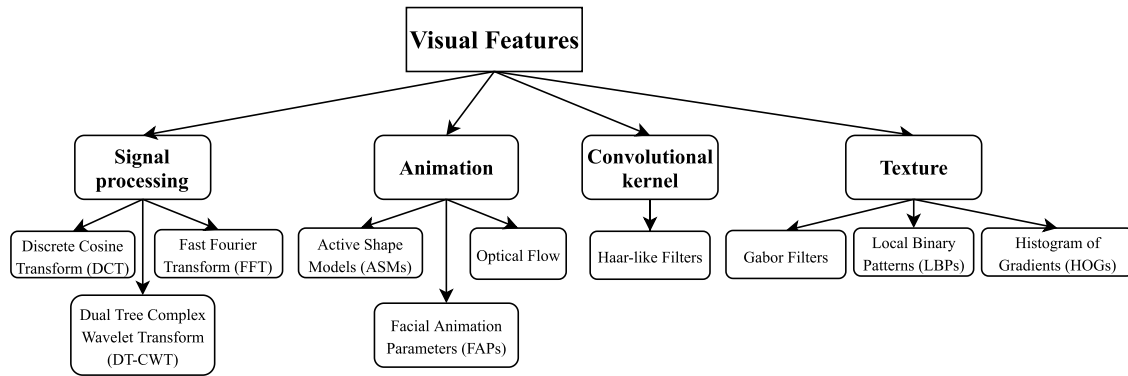 Visual Features
Signal
processing
Animation
Convolutional
kernel
Texture
Discrete Cosine
Transform (DCT)
Fast Fourier
Transform (FFT)
Dual Tree Complex
Wavelet Transform
(DT-CWT)
Active Shape
Models (ASMs)
Optical Flow
Facial Animation
Parameters (FAPs)
Haar-like Filters
Gabor Filters
Local Binary
Patterns (LBPs)
Histogram of
Gradients (HOGs)